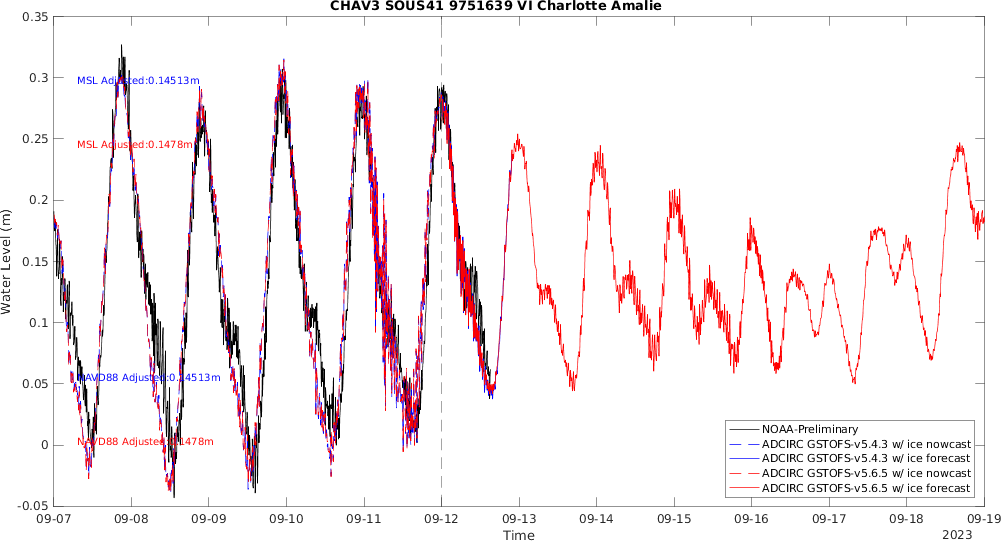 CHAV3 SOUS41 9751639 VI Charlotte Amalie
0.35
0.3
0.25
0.2
0.15
0.1
0.05
0
-0.05
Water Level (m)
MSL Adjusted:0.14513m
MSL Adjusted:0.1478m
NAVD88 Adjusted:0.14513m
NAVD88 Adjusted:0.1478m
NOAA-Preliminary
ADCIRC GSTOFS-v5.4.3 w/ ice nowcast
ADCIRC GSTOFS-v5.4.3 w/ ice forecast
ADCIRC GSTOFS-v5.6.5 w/ ice nowcast
ADCIRC GSTOFS-v5.6.5 w/ ice forecast
09-07 09-08 09-09 09-10 09-11 09-12 09-13 09-14 09-15 09-16 09-17 09-18 09-19
Time
2023